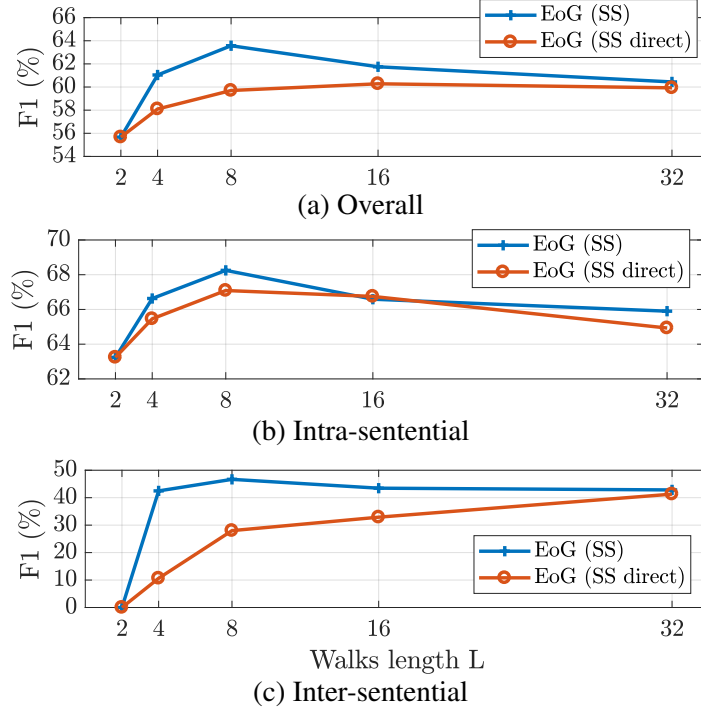 66
64
62
60
58
56
54
F1 (%)
EoG (SS)
EoG (SS direct)
2 4 8 16 32
(a) Overall
70
68
66
64
62
F1 (%)
EoG (SS)
EoG (SS direct)
2 4 8 16 32
(b) Intra-sentential
50
40
30
20
10
0
F1 (%)
EoG (SS)
EoG (SS direct)
2 4 8 16 32
Walks length L
(c) Inter-sentential